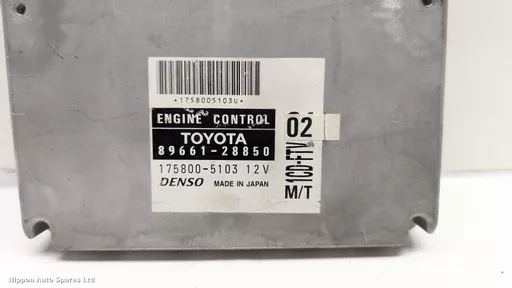 *1758005103U*
ENGINE CONTROL
TOYOTA
89661-28850
175800-5103 12V
DENSO MADE IN JAPAN
02
1CD-FTV
M/T
Nippon Auto Spares Ltd